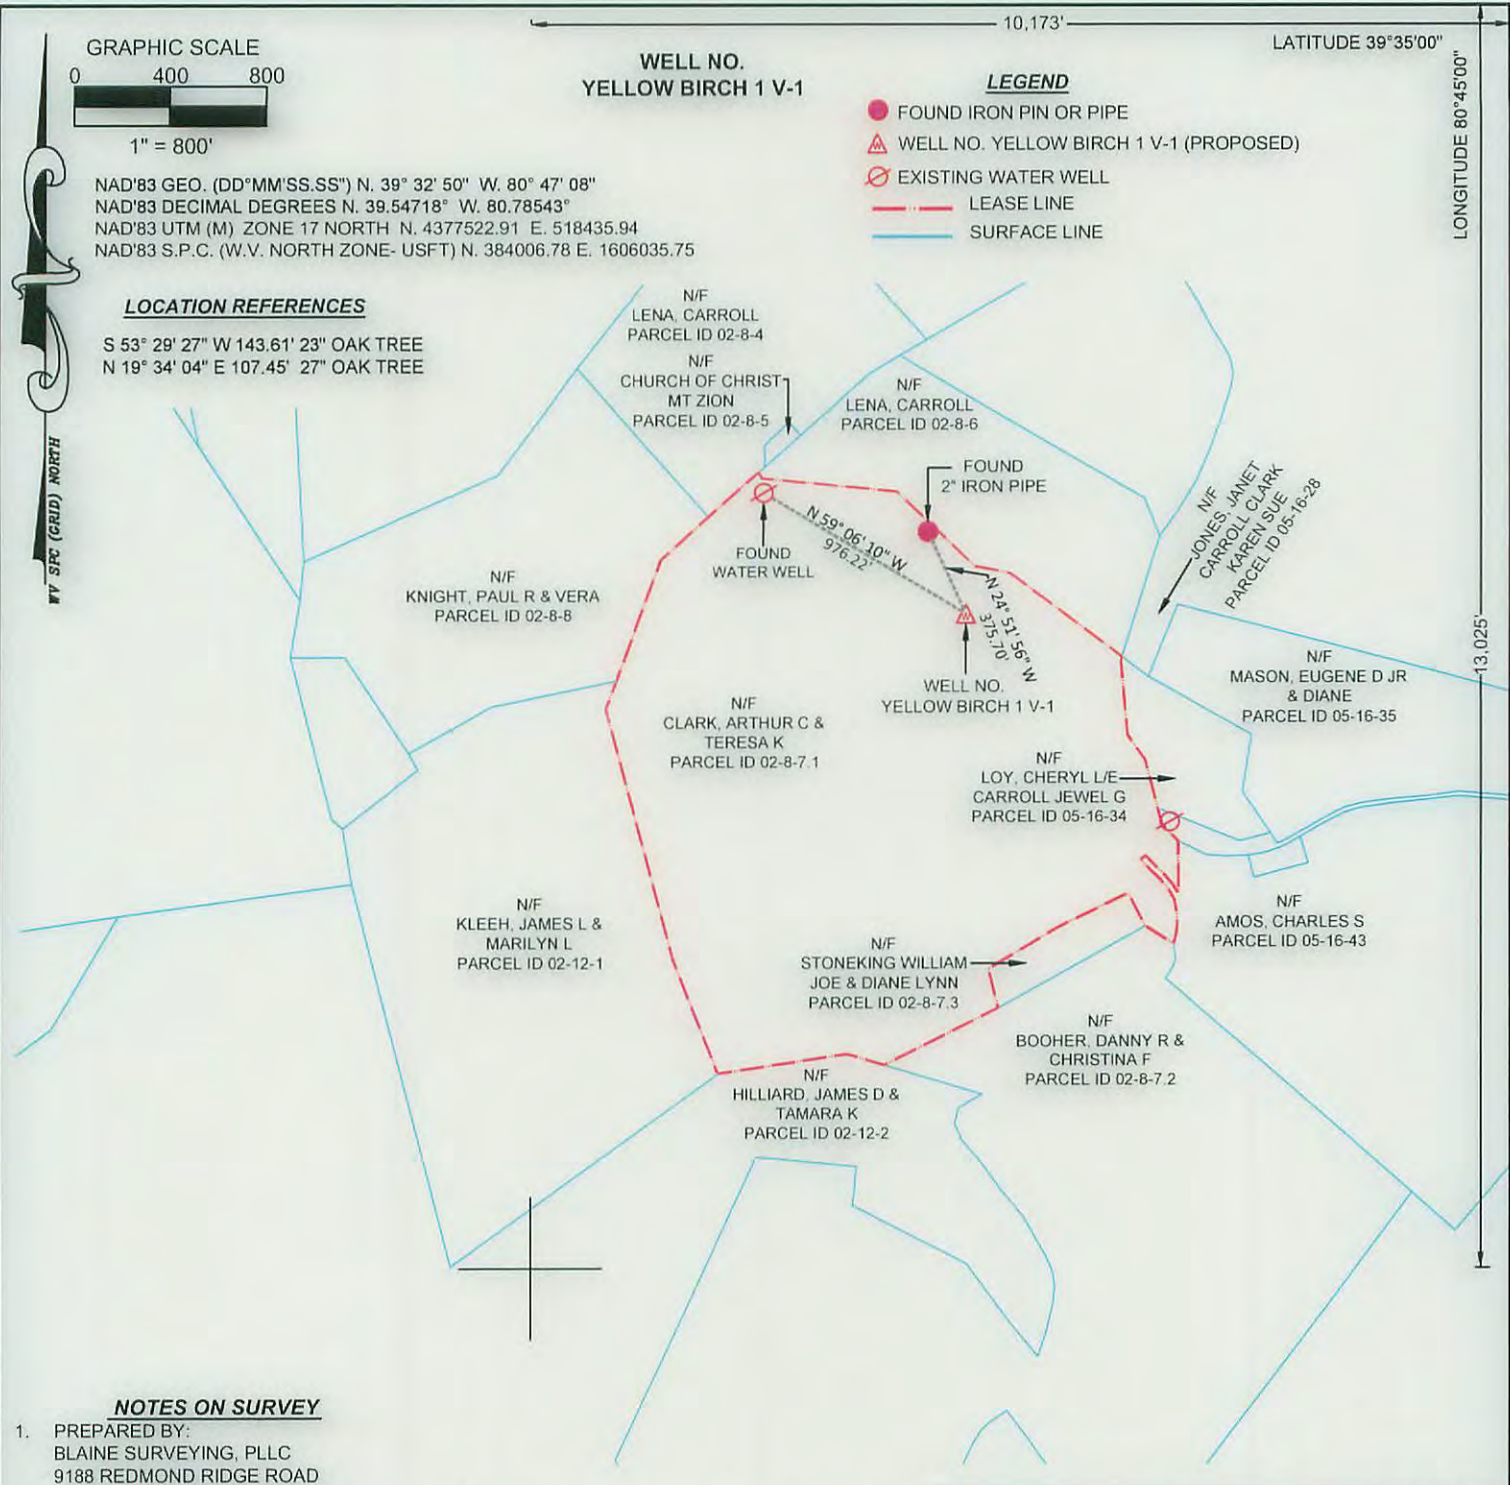 10,173'
LATITUDE 39°35'00"
LONGITUDE 80°45'00"
13,025'
GRAPHIC SCALE
0 400 800
1" = 800'
WELL NO.
YELLOW BIRCH 1 V-1
LEGEND
FOUND IRON PIN OR PIPE
WELL NO. YELLOW BIRCH 1 V-1 (PROPOSED)
EXISTING WATER WELL
LEASE LINE
SURFACE LINE
NAD'83 GEO. (DD°MM'SS.SS") N. 39° 32' 50" W. 80° 47' 08"
NAD'83 DECIMAL DEGREES N. 39.54718° W. 80.78543°
NAD'83 UTM (M) ZONE 17 NORTH N. 4377522.91 E. 518435.94
NAD'83 S.P.C. (W.V. NORTH ZONE- USFT) N. 384006.78 E. 1606035.75
LOCATION REFERENCES
S 53° 29' 27" W 143.61' 23" OAK TREE
N 19° 34' 04" E 107.45' 27" OAK TREE
WV SPC (GRID) NORTH
N/F
LENA, CARROLL
PARCEL ID 02-8-4
N/F
CHURCH OF CHRIST
MT ZION
PARCEL ID 02-8-5
N/F
LENA, CARROLL
PARCEL ID 02-8-6
FOUND
2" IRON PIPE
N/F
JONES, JANET
CARROLL CLARK
KAREN SUE
PARCEL ID 05-16-28
N 59° 06' 10" W
976.22'
FOUND
WATER WELL
N 24° 51' 56" W
375.70'
N/F
KNIGHT, PAUL R & VERA
PARCEL ID 02-8-8
WELL NO.
YELLOW BIRCH 1 V-1
N/F
MASON, EUGENE D JR
& DIANE
PARCEL ID 05-16-35
N/F
CLARK, ARTHUR C &
TERESA K
PARCEL ID 02-8-7.1
N/F
LOY, CHERYL L/E
CARROLL JEWEL G
PARCEL ID 05-16-34
N/F
KLEEH, JAMES L &
MARILYN L
PARCEL ID 02-12-1
N/F
AMOS, CHARLES S
PARCEL ID 05-16-43
N/F
STONEKING WILLIAM
JOE & DIANE LYNN
PARCEL ID 02-8-7.3
N/F
BOOHER, DANNY R &
CHRISTINA F
PARCEL ID 02-8-7.2
N/F
HILLIARD, JAMES D &
TAMARA K
PARCEL ID 02-12-2
NOTES ON SURVEY
1. PREPARED BY:
BLAINE SURVEYING, PLLC
9188 REDMOND RIDGE ROAD